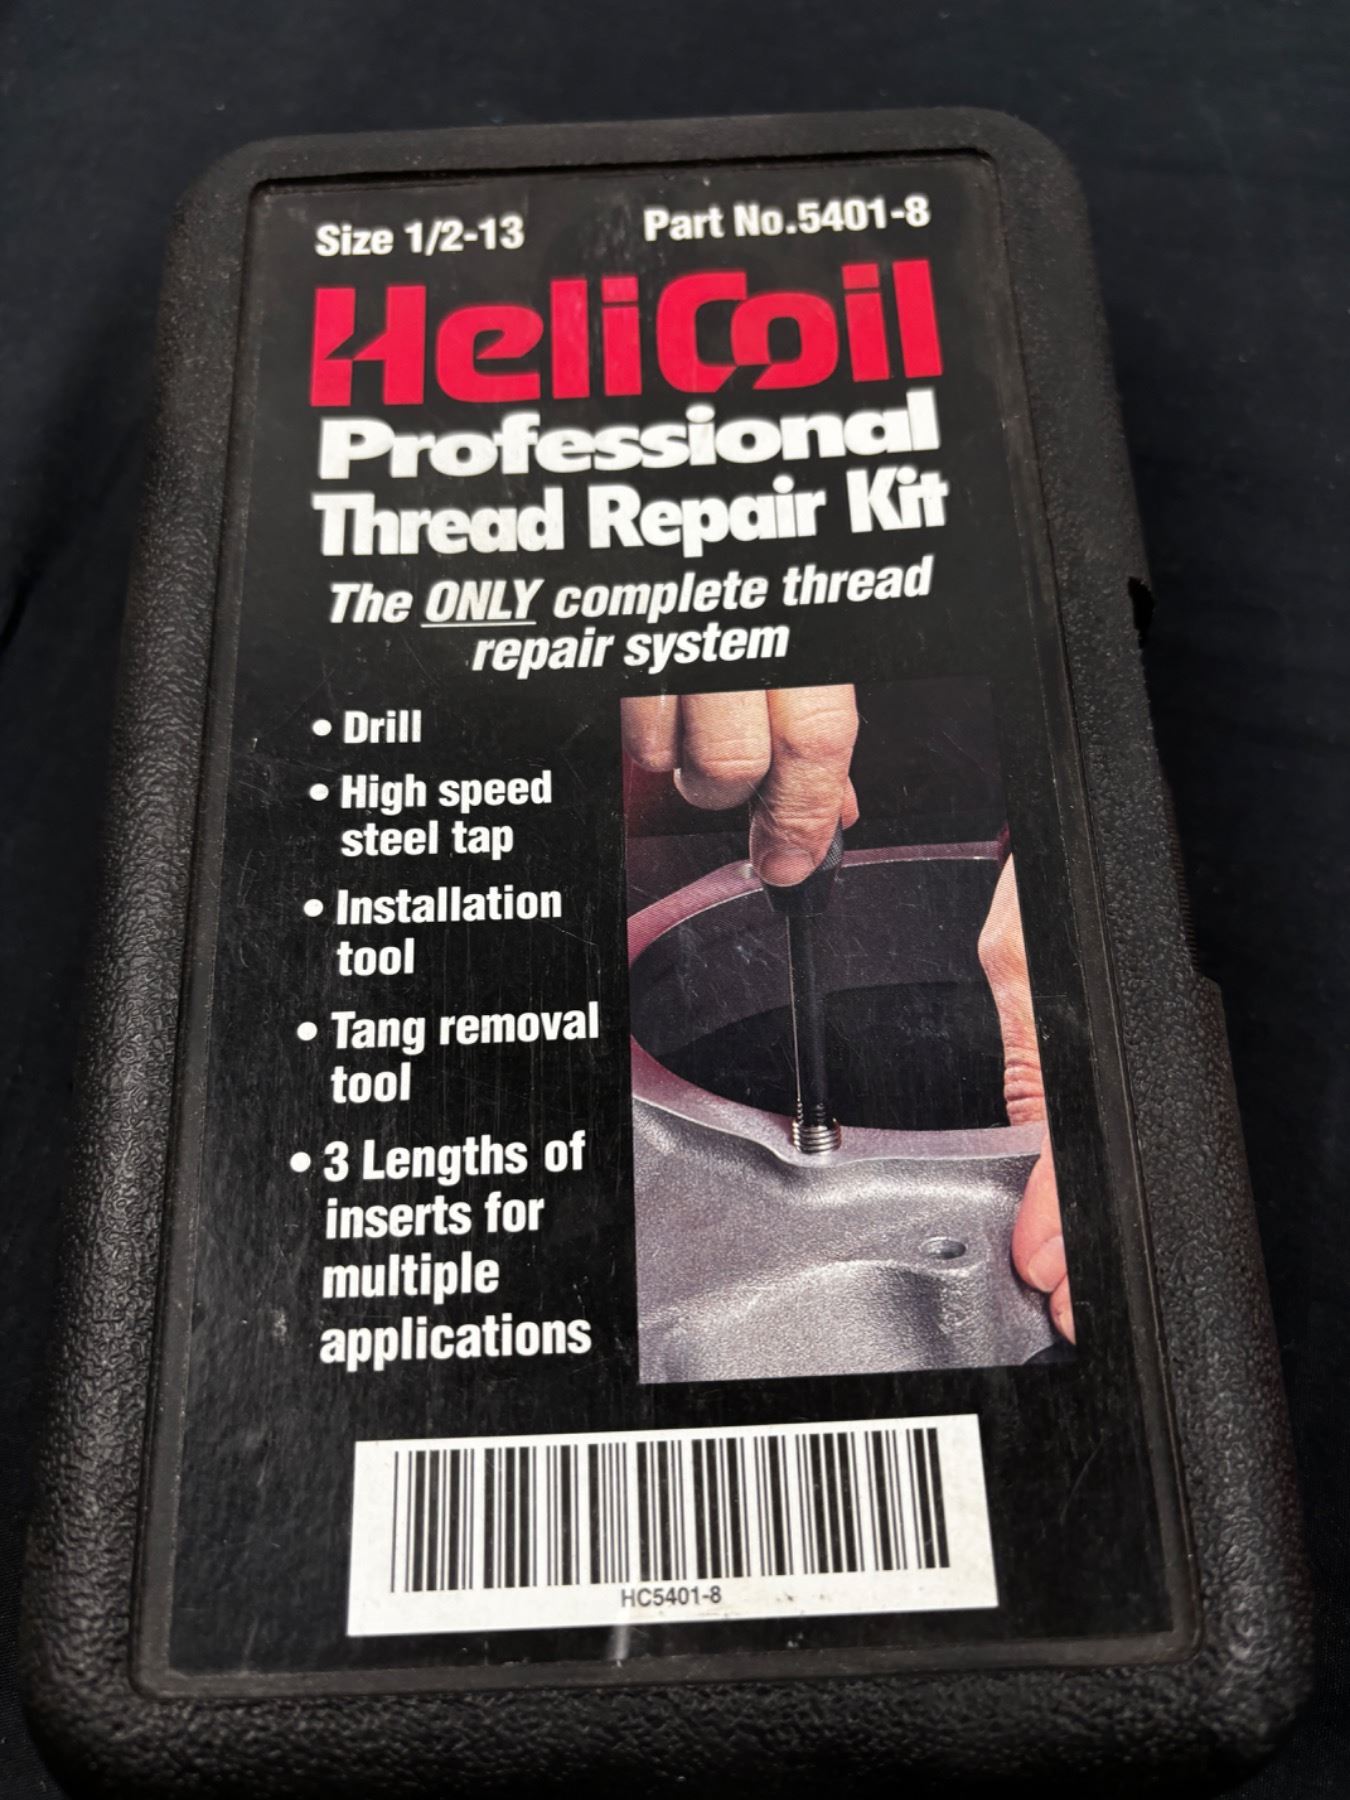 Size 1/2-13 Part No.5401-8
HeliCoil
Professional
Thread Repair Kit
The ONLY complete thread
repair system
• Drill
• High speed
steel tap
• Installation
tool
• Tang removal
tool
• 3 Lengths of
inserts for
multiple
applications
HC5401-8